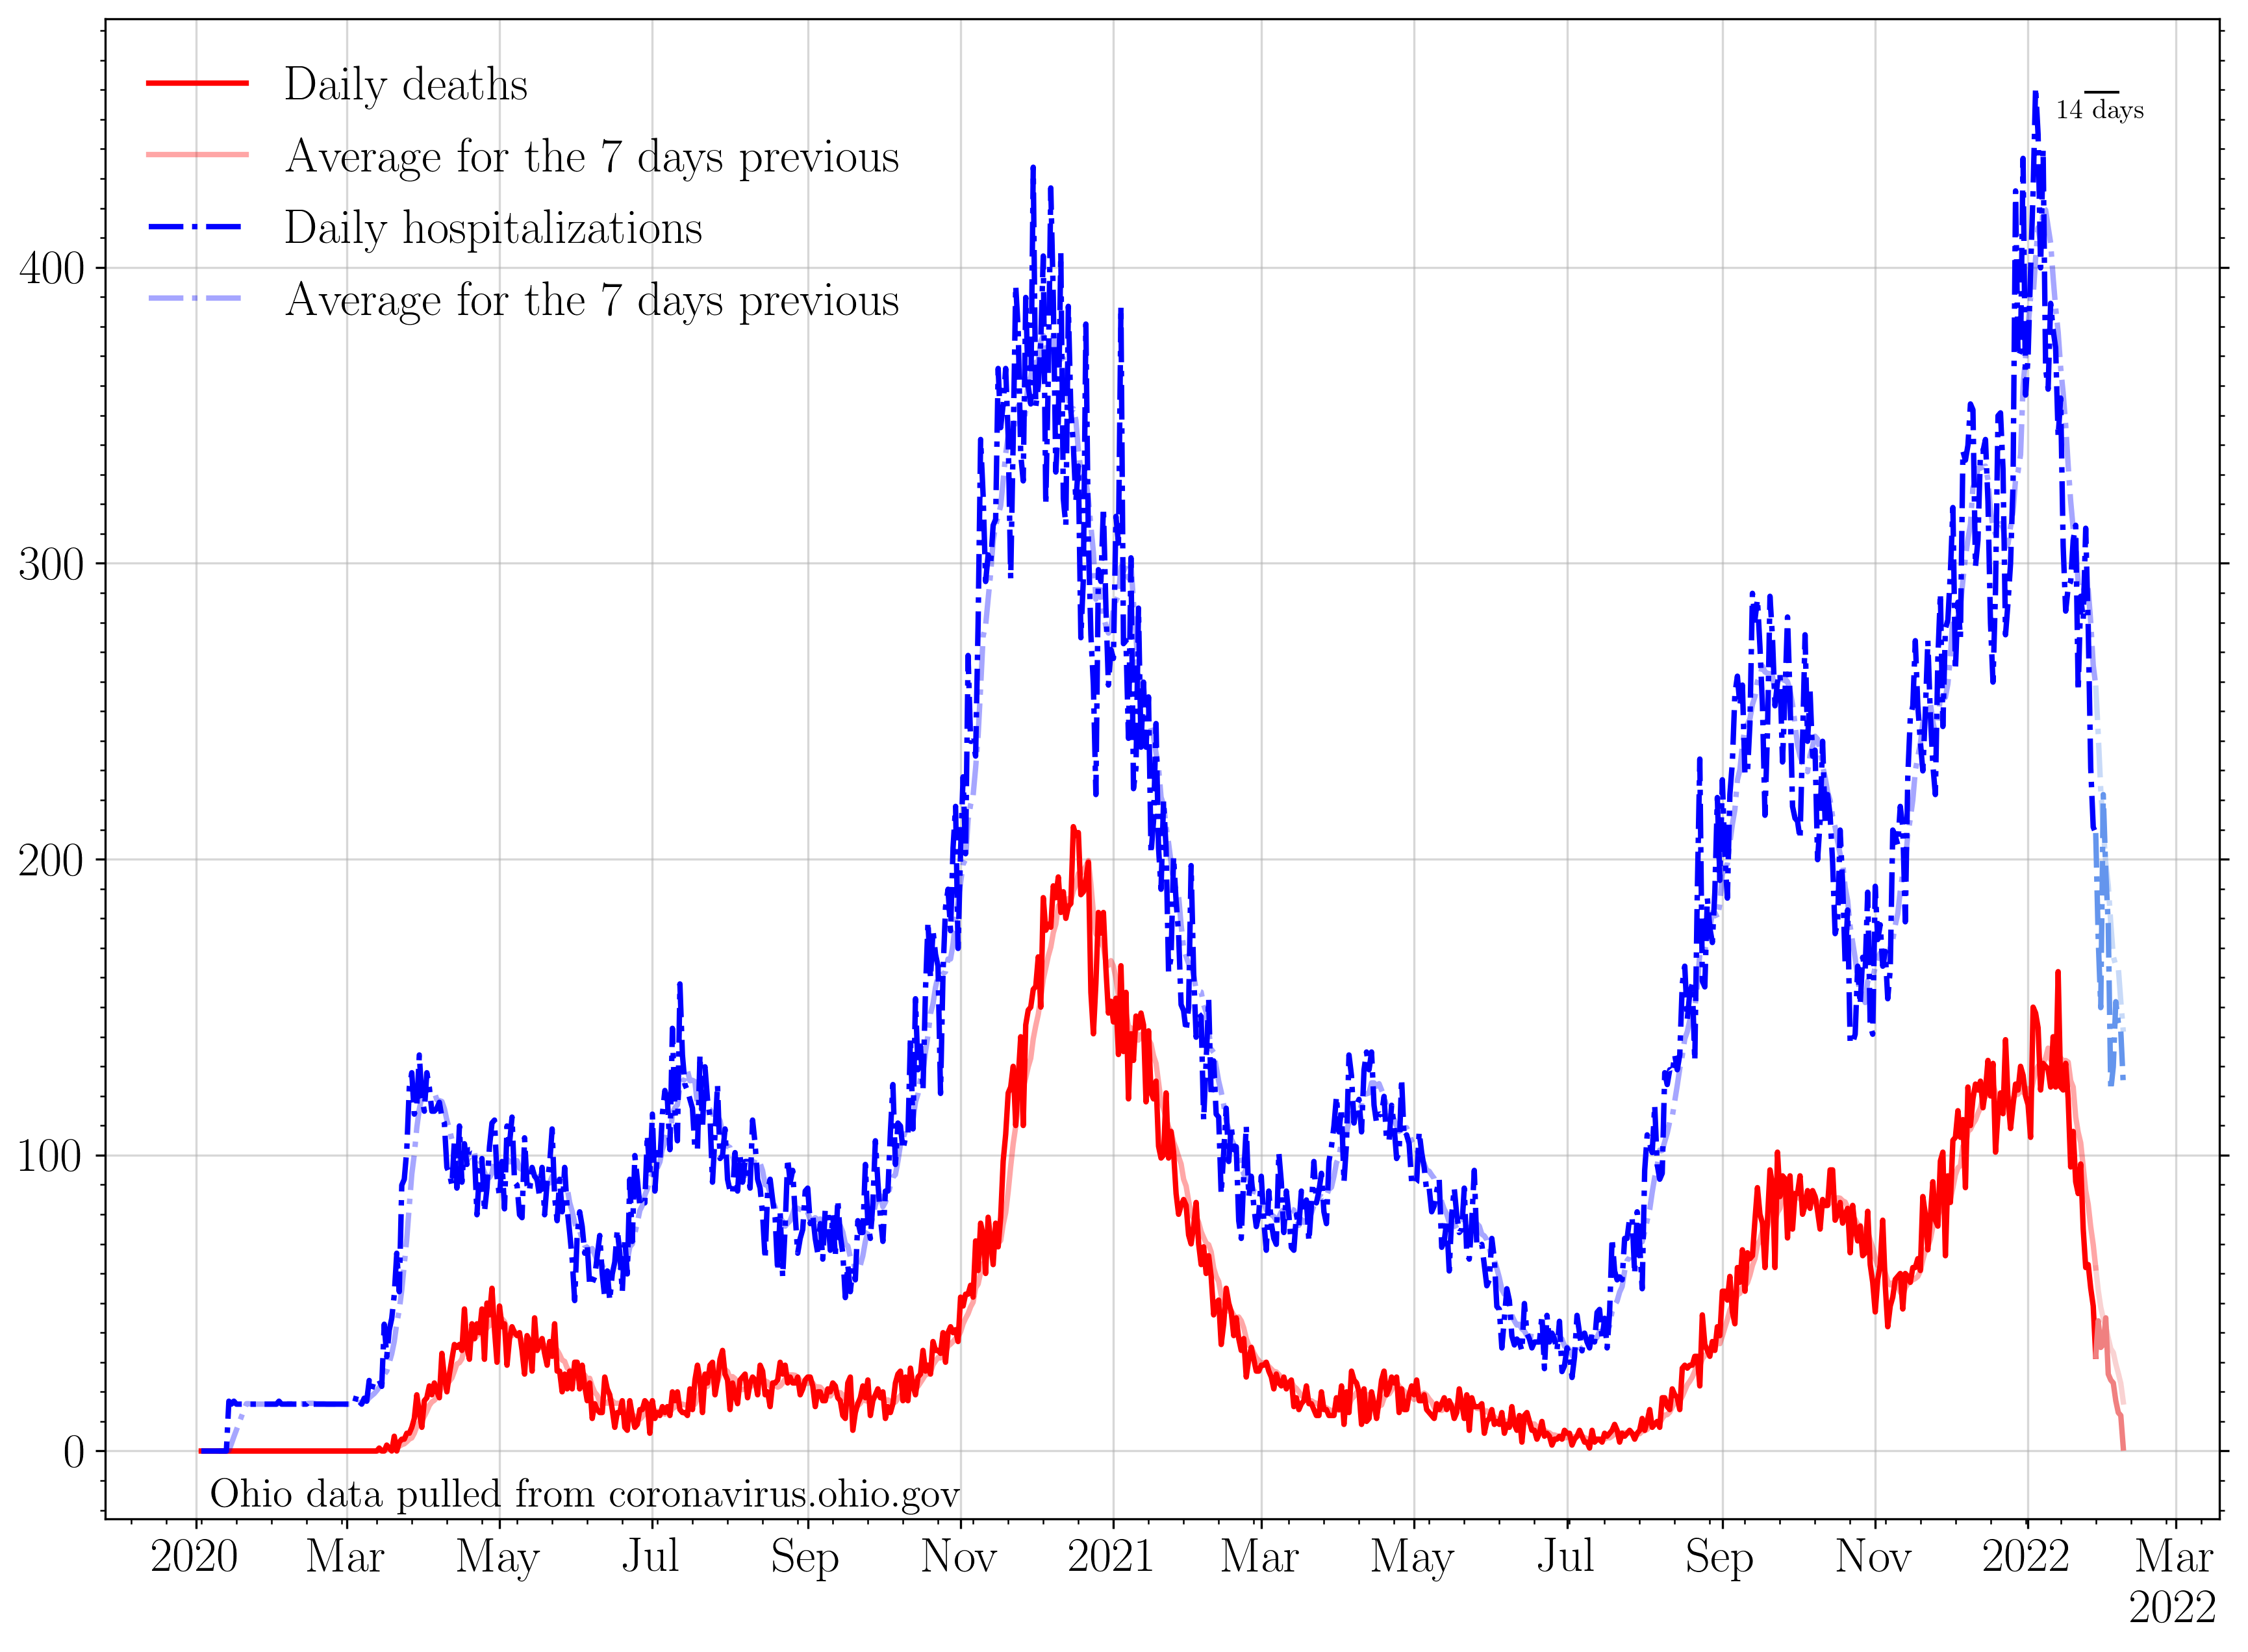 Daily deaths
Average for the 7 days previous
Daily hospitalizations
Average for the 7 days previous
14 days
400
300
200
100
0
Ohio data pulled from coronavirus.ohio.gov
2020 Mar May Jul Sep Nov 2021 Mar May Jul Sep Nov 2022 Mar
2022